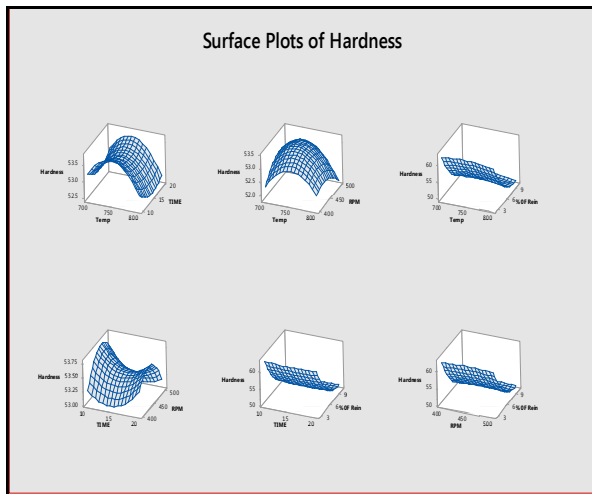 Surface Plots of Hardness
Hardness
53.5
53.0
52.5
700
750
800
Temp
10
15
20
TIME
Hardness
53.5
53.0
52.5
52.0
700
750
800
Temp
400
450
500
RPM
Hardness
60
55
50
700
750
800
Temp
3
6
9
%0F Rein
Hardness
53.75
53.50
53.25
53.00
10
15
20
TIME
400
450
500
RPM
Hardness
60
55
50
10
15
20
TIME
3
6
9
%0F Rein
Hardness
60
55
50
400
450
500
RPM
3
6
9
%0F Rein